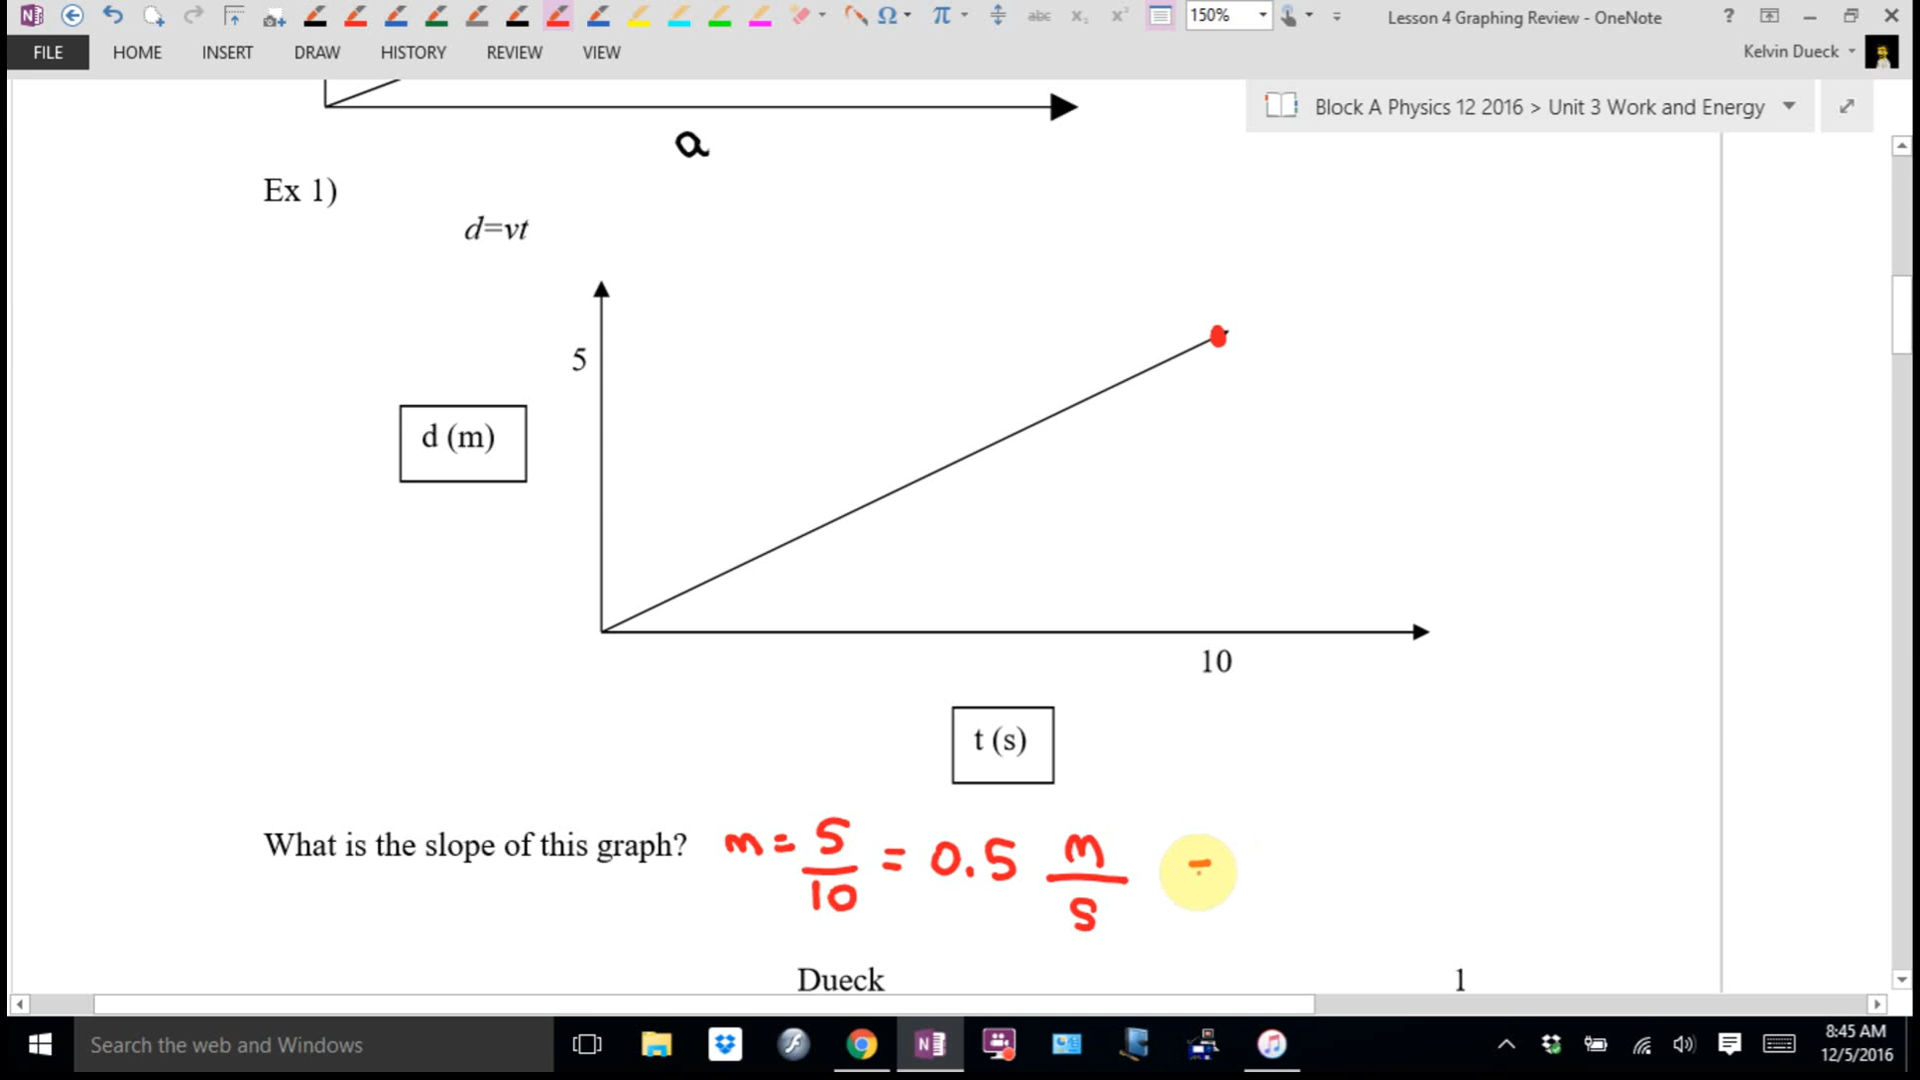 150%
Lesson 4 Graphing Review - OneNote
?
FILE HOME INSERT DRAW HISTORY REVIEW VIEW
Kelvin Dueck
Block A Physics 12 2016 > Unit 3 Work and Energy
a
Ex 1)
d=vt
5
d (m)
10
t (s)
What is the slope of this graph? m = 5/10 = 0.5 m/s =
Dueck 1
Search the web and Windows
8:45 AM
12/5/2016